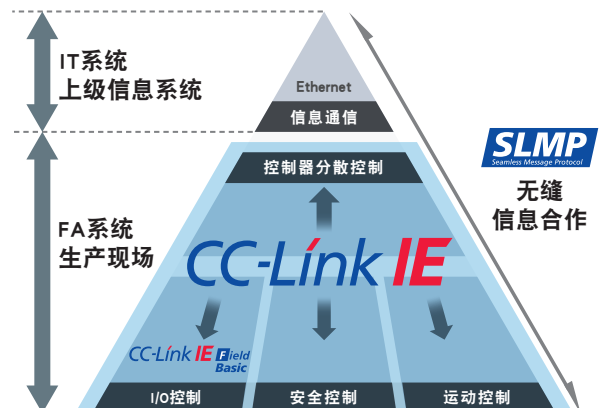 IT系统
上级信息系统
Ethernet
信息通信
SLMP
Seamless Message Protocol
无缝
信息合作
控制器分散控制
FA系统
生产现场
CC-Link IE
CC-Link IE Field
Basic
I/O控制
安全控制
运动控制